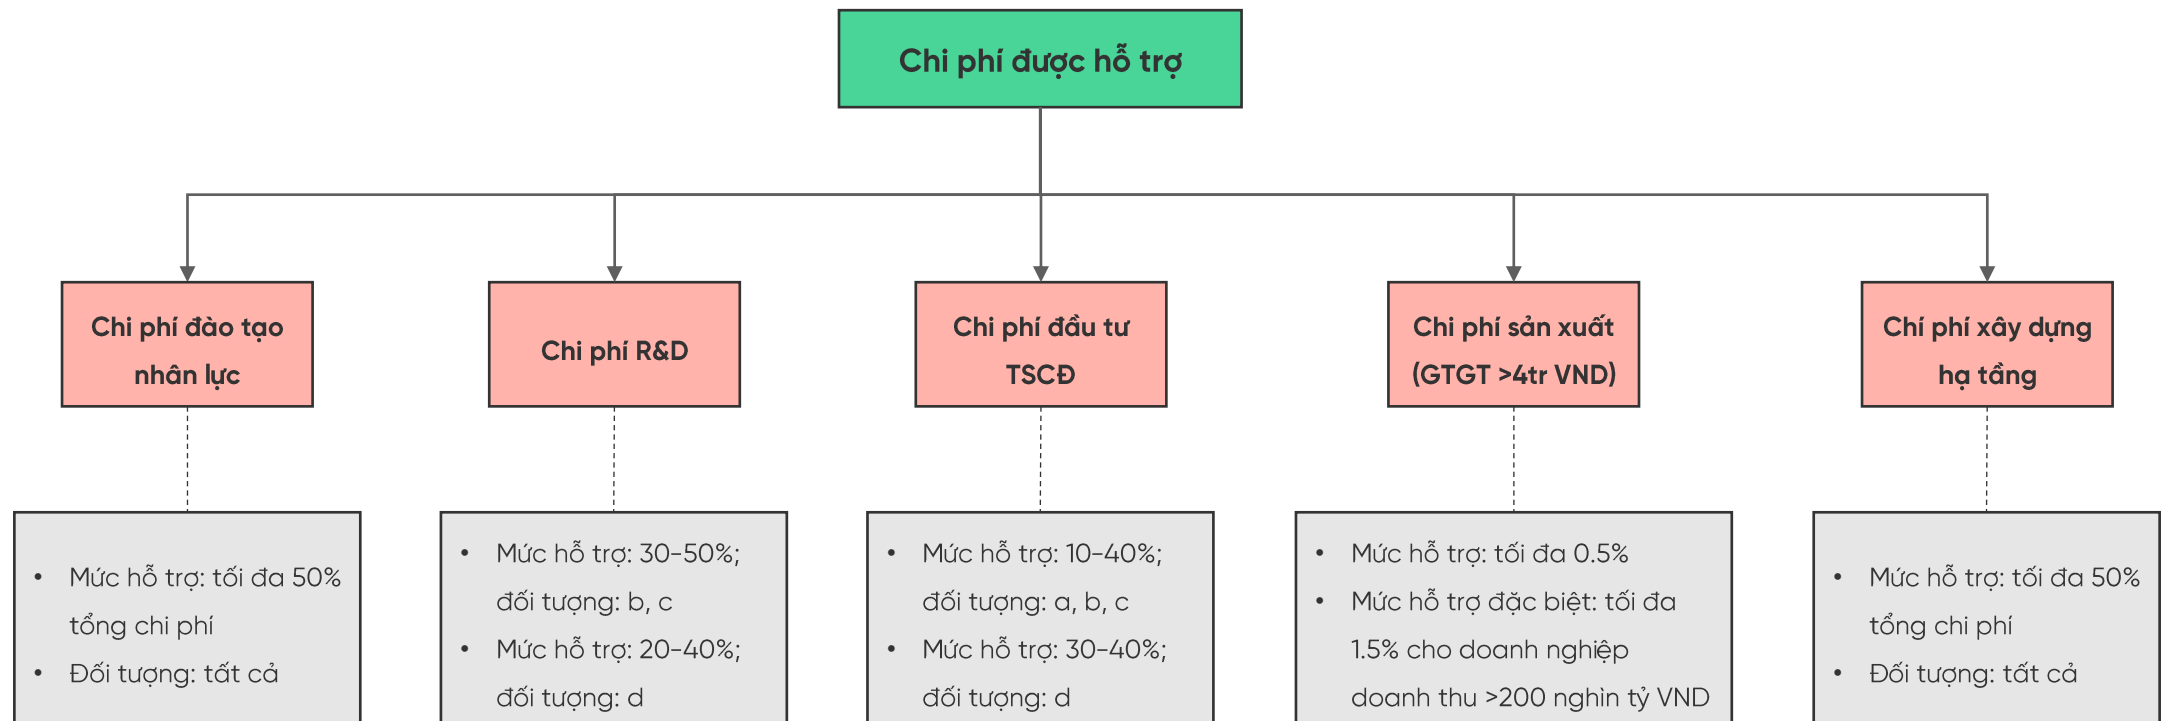 Chi phí được hỗ trợ
Chi phí đào tạo
nhân lực
Chi phí R&D
Chi phí đầu tư
TSCĐ
Chi phí sản xuất
(GTGT >4tr VND)
Chí phí xây dựng
hạ tầng
• Mức hỗ trợ: tối đa 50%
tổng chi phí
• Đối tượng: tất cả
• Mức hỗ trợ: 30-50%;
đối tượng: b, c
• Mức hỗ trợ: 20-40%;
đối tượng: d
• Mức hỗ trợ: 10-40%;
đối tượng: a, b, c
• Mức hỗ trợ: 30-40%;
đối tượng: d
• Mức hỗ trợ: tối đa 0.5%
• Mức hỗ trợ đặc biệt: tối đa
1.5% cho doanh nghiệp
doanh thu >200 nghìn tỷ VND
• Mức hỗ trợ: tối đa 50%
tổng chi phí
• Đối tượng: tất cả